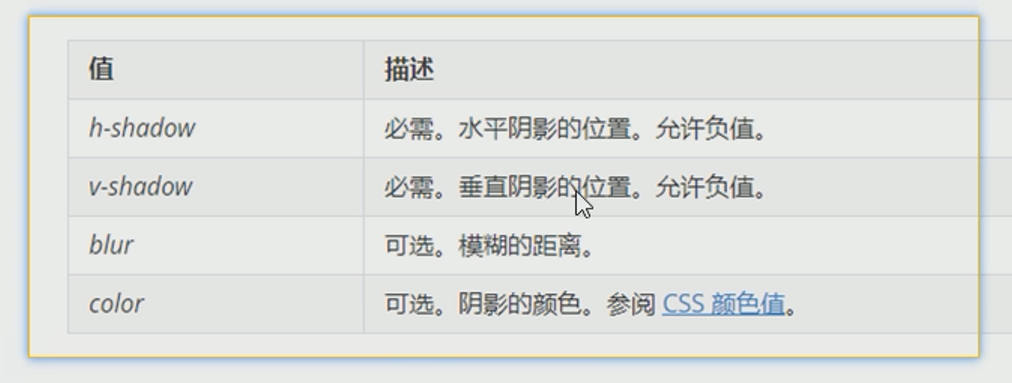 值 描述
h-shadow 必需。水平阴影的位置。允许负值。
v-shadow 必需。垂直阴影的位置。允许负值。
blur 可选。模糊的距离。
color 可选。阴影的颜色。参阅 CSS 颜色值。